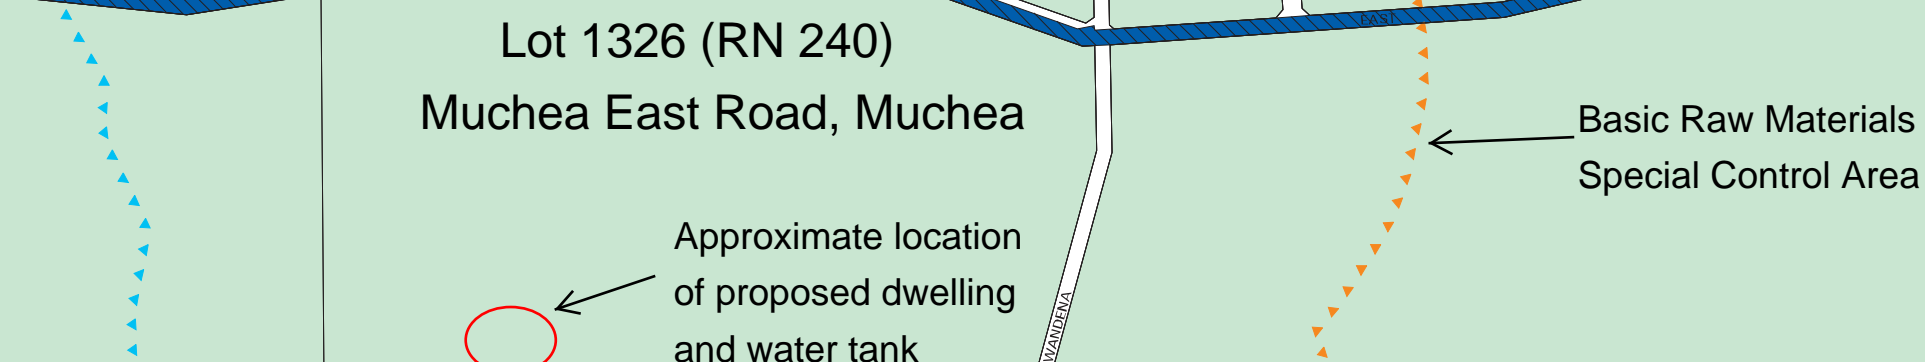 EAST
Lot 1326 (RN 240)
Muchea East Road, Muchea
Basic Raw Materials
Special Control Area
Approximate location
of proposed dwelling
and water tank
WANDENA